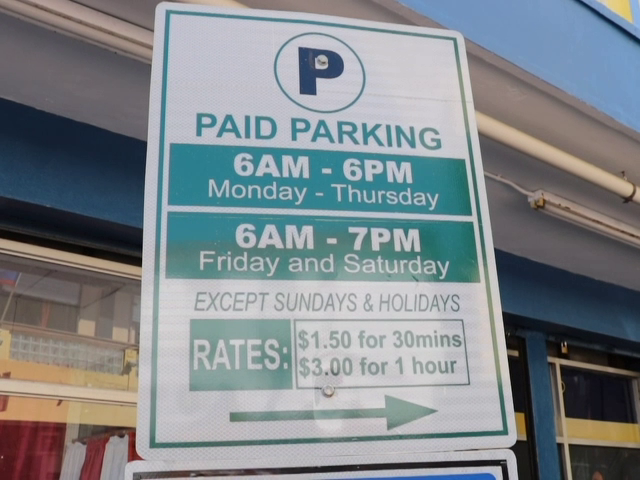 P
PAID PARKING
6AM - 6PM
Monday - Thursday
6AM - 7PM
Friday and Saturday
EXCEPT SUNDAYS & HOLIDAYS
RATES: $1.50 for 30mins
$3.00 for 1 hour